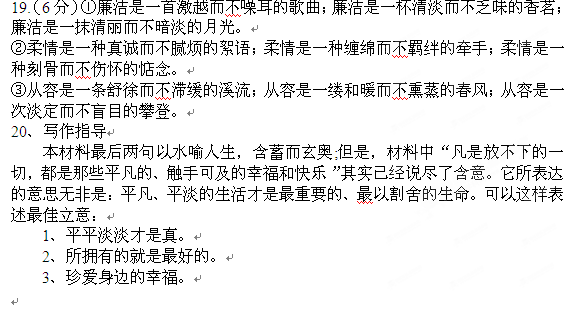 19.（6 分）①廉洁是一首激越而不噪耳的歌曲；廉洁是一杯清淡而不乏味的香茗；
廉洁是一抹清丽而不暗淡的月光。
②柔情是一种真诚而不腻烦的絮语；柔情是一种缠绵而不羁绊的牵手；柔情是一
种刻骨而不伤怀的惦念。
③从容是一条舒徐而不滞缓的溪流；从容是一缕和暖而不熏蒸的春风；从容是一
次淡定而不盲目的攀登。
20、 写作指导
本材料最后两句以水喻人生，含蓄而玄奥;但是，材料中“凡是放不下的一
切，都是那些平凡的、触手可及的幸福和快乐”其实已经说尽了含意。它所表达
的意思无非是：平凡、平淡的生活才是最重要的、最以割舍的生命。可以这样表
述最佳立意：
1、平平淡淡才是真。
2、所拥有的就是最好的。
3、珍爱身边的幸福。